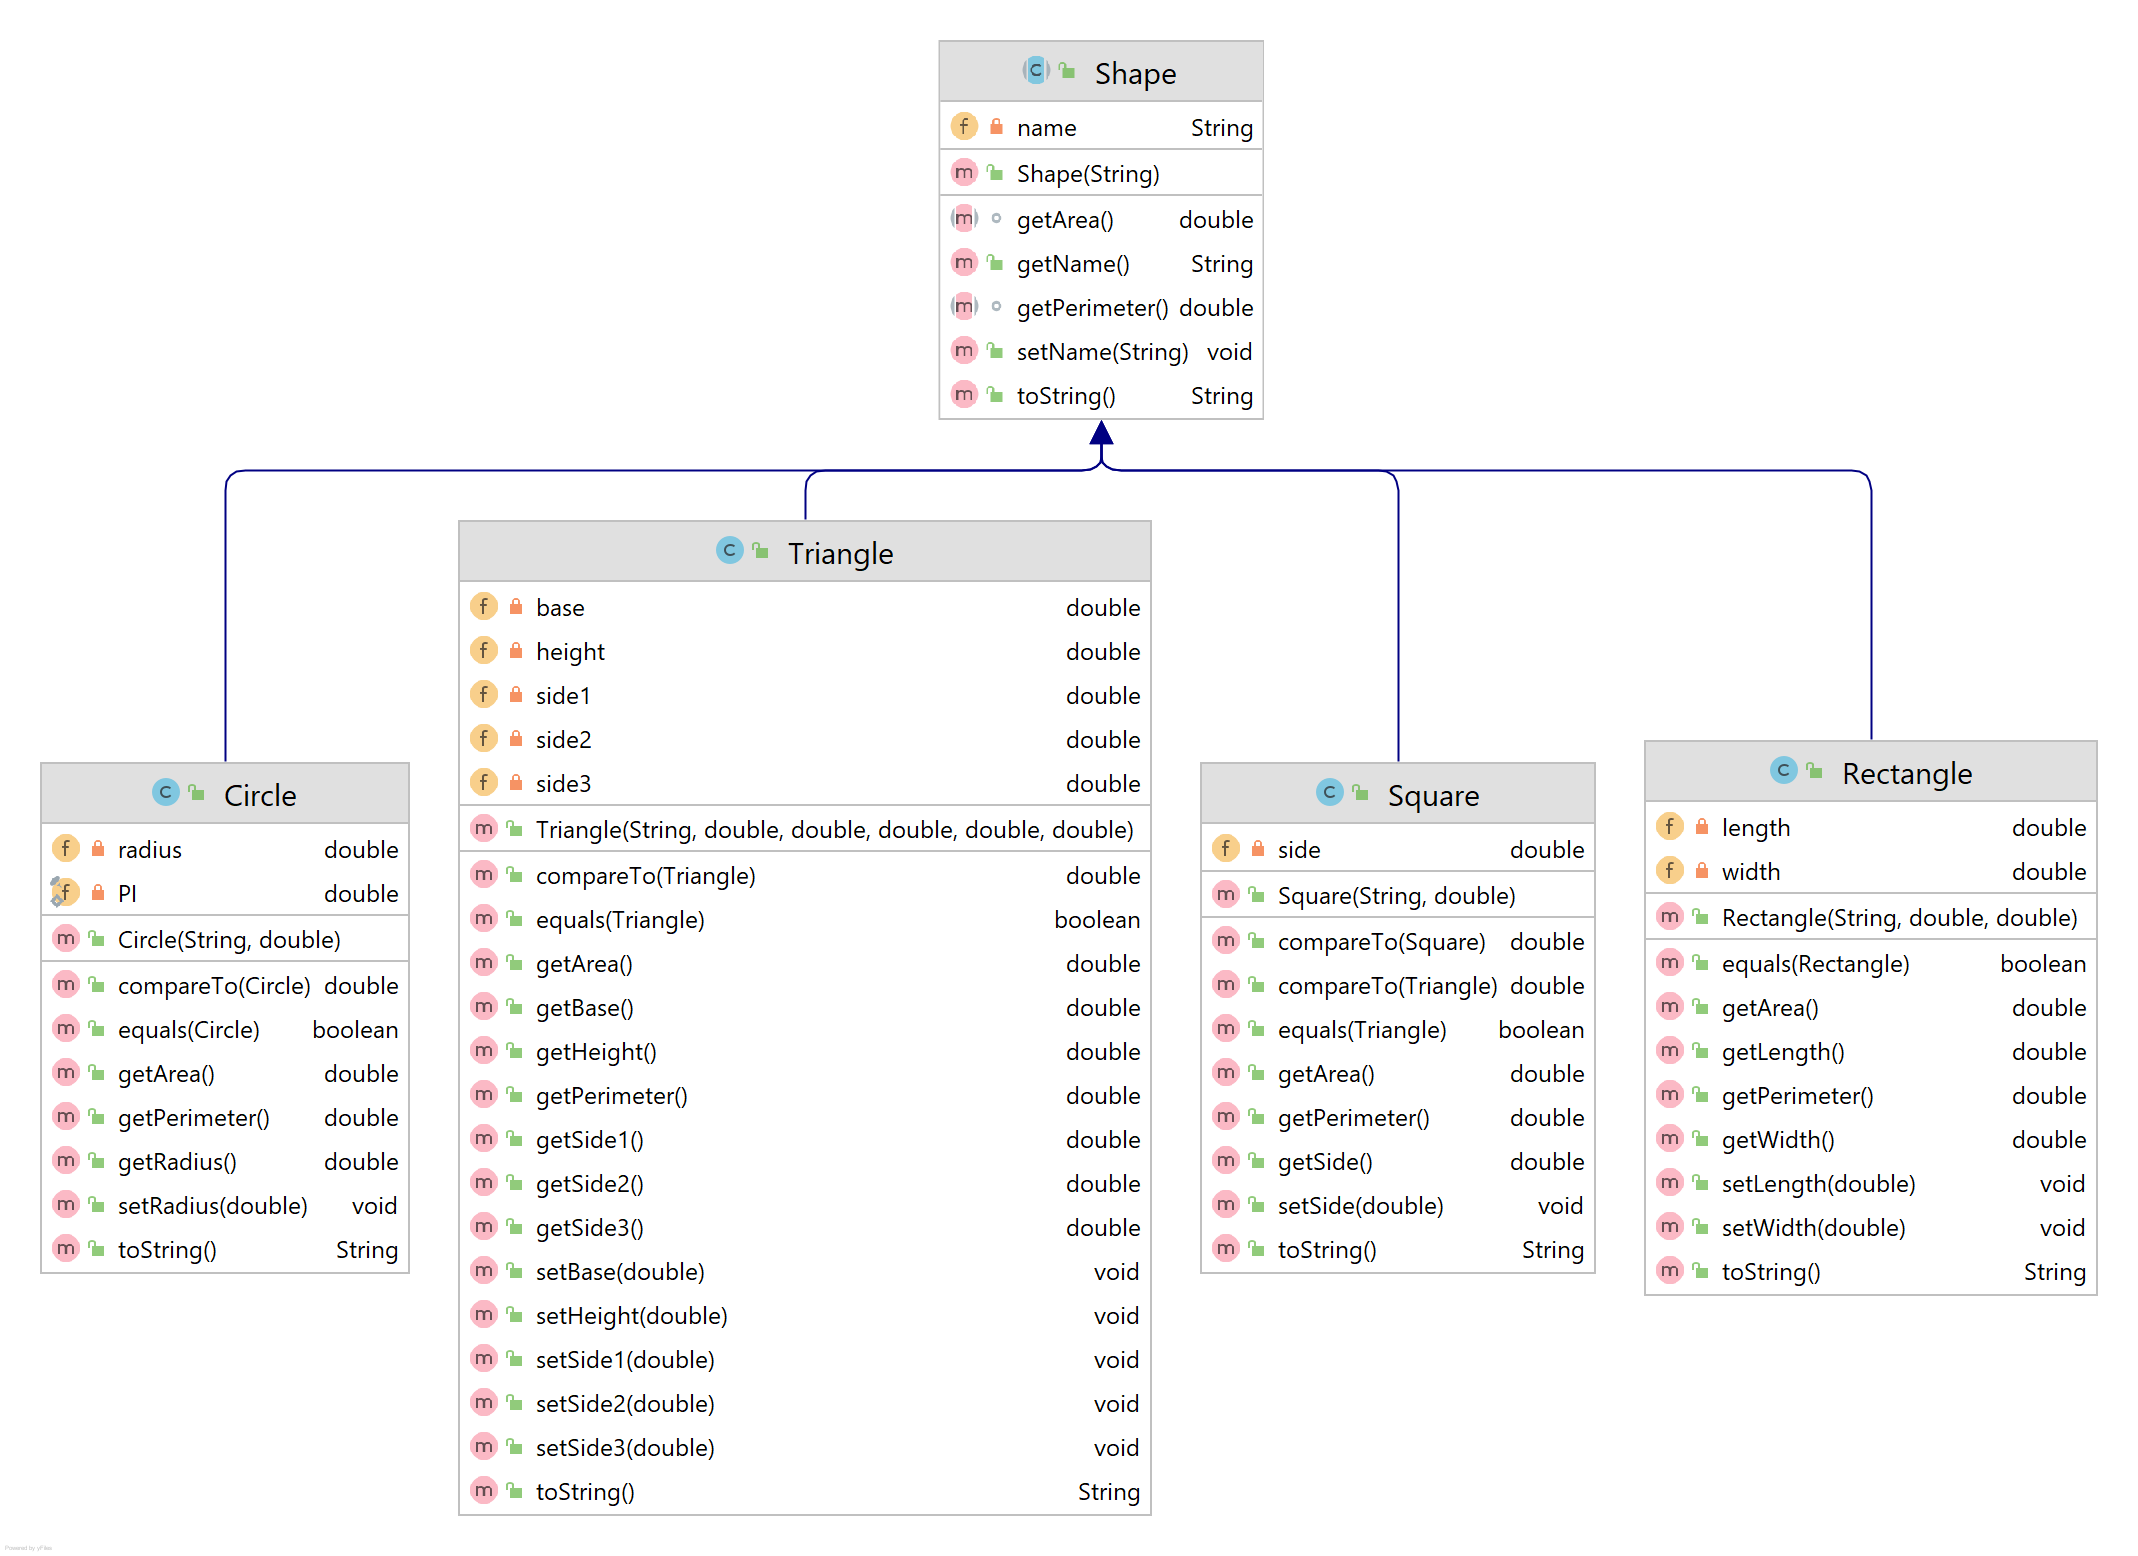 Shape
name String
Shape(String)
getArea() double
getName() String
getPerimeter() double
setName(String) void
toString() String
Circle
radius double
PI double
Circle(String, double)
compareTo(Circle) double
equals(Circle) boolean
getArea() double
getPerimeter() double
getRadius() double
setRadius(double) void
toString() String
Triangle
base double
height double
side1 double
side2 double
side3 double
Triangle(String, double, double, double, double, double)
compareTo(Triangle) double
equals(Triangle) boolean
getArea() double
getBase() double
getHeight() double
getPerimeter() double
getSide1() double
getSide2() double
getSide3() double
setBase(double) void
setHeight(double) void
setSide1(double) void
setSide2(double) void
setSide3(double) void
toString() String
Square
side double
Square(String, double)
compareTo(Square) double
compareTo(Triangle) double
equals(Triangle) boolean
getArea() double
getPerimeter() double
getSide() double
setSide(double) void
toString() String
Rectangle
length double
width double
Rectangle(String, double, double)
equals(Rectangle) boolean
getArea() double
getLength() double
getPerimeter() double
getWidth() double
setLength(double) void
setWidth(double) void
toString() String
Powered by yFiles